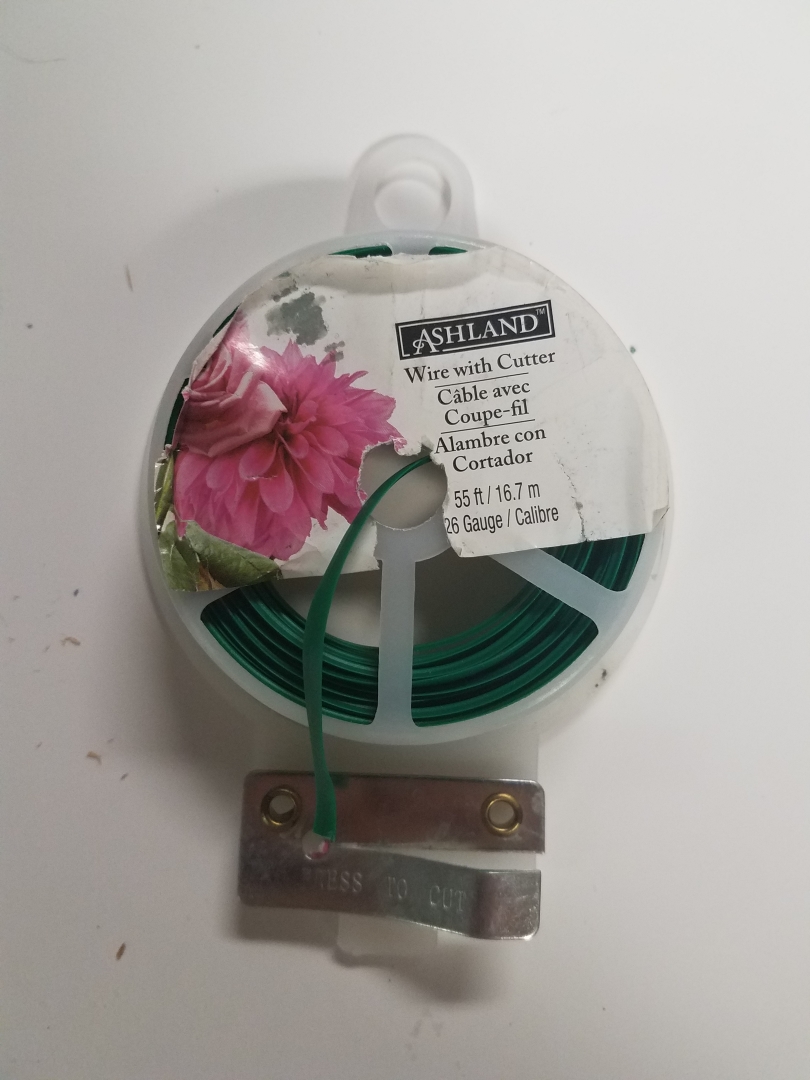 ASHLAND™
Wire with Cutter
Câble avec
Coupe-fil
Alambre con
Cortador
55 ft / 16.7 m
26 Gauge / Calibre
PRESS TO CUT